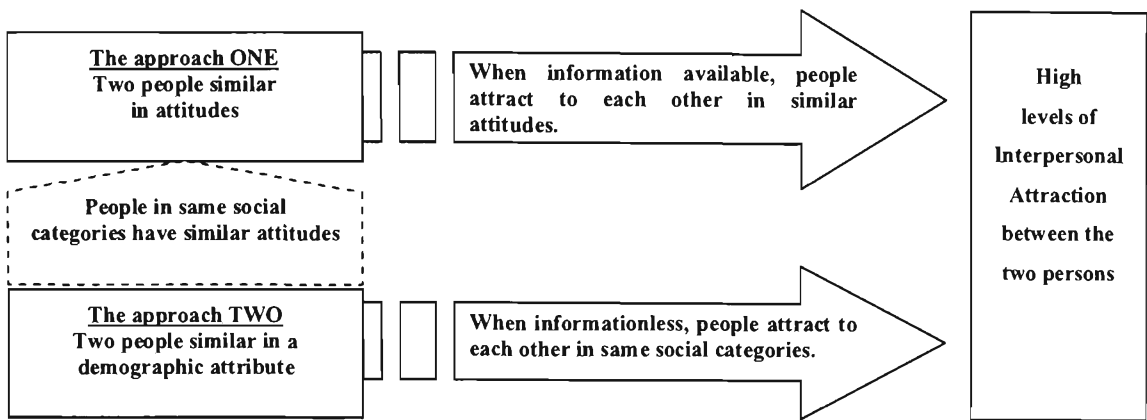 The approach ONE
Two people similar
in attitudes
When information available, people
attract to each other in similar
attitudes.
People in same social
categories have similar attitudes
The approach TWO
Two people similar in a
demographic attribute
When informationless, people attract to
each other in same social categories.
High
levels of
Interpersonal
Attraction
between the
two persons